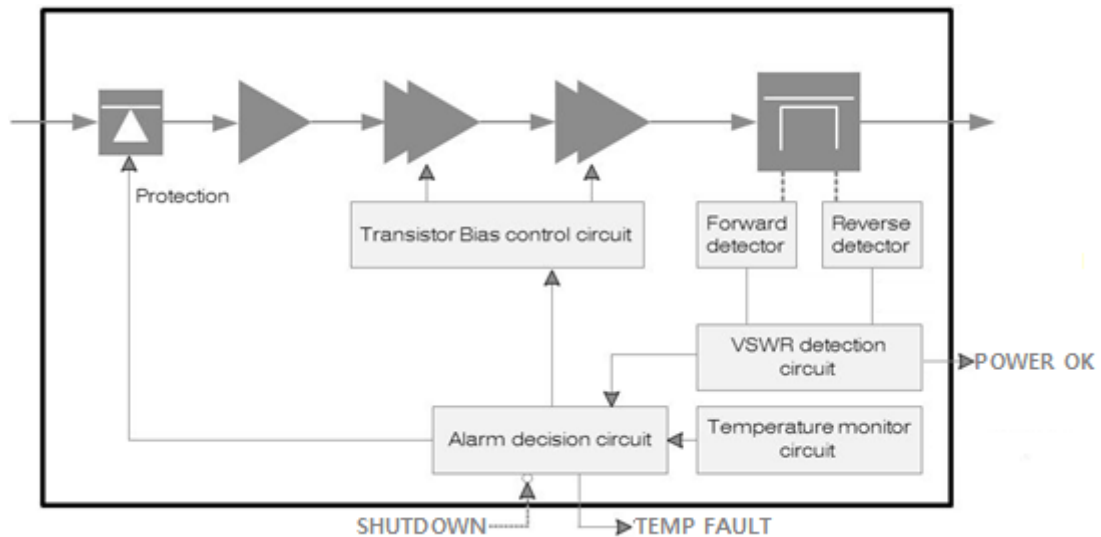 Protection
Transistor Bias control circuit
Forward
detector
Reverse
detector
VSWR detection
circuit
POWER OK
Alarm decision circuit
Temperature monitor
circuit
SHUTDOWN
TEMP FAULT